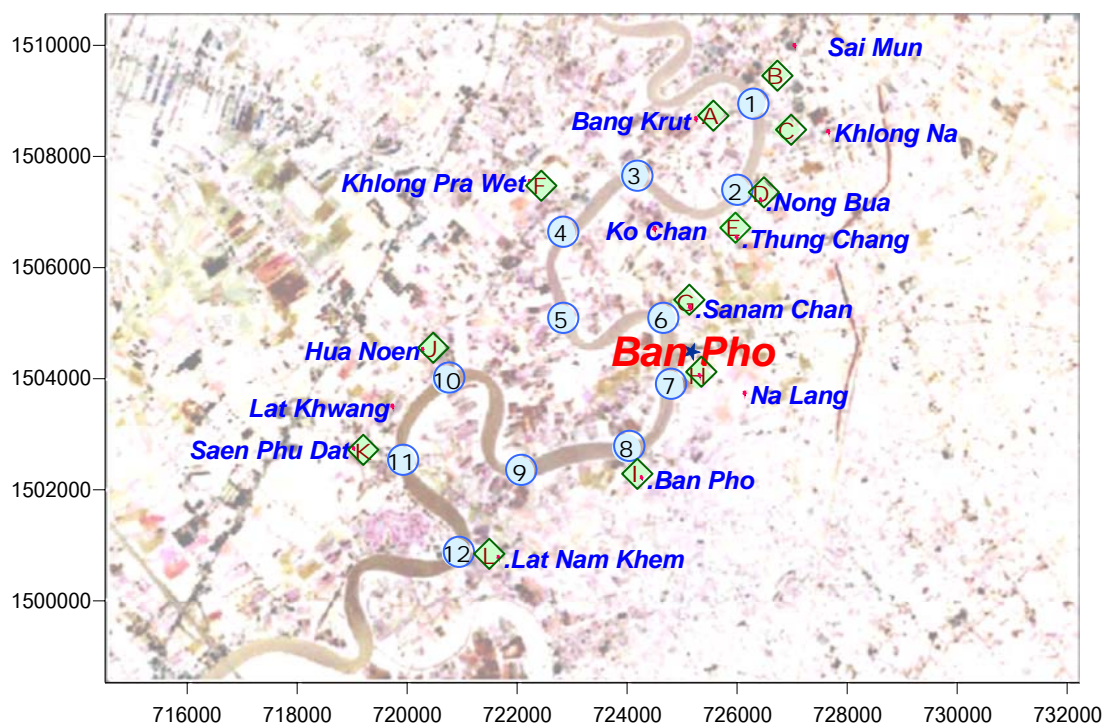 1510000
Sai Mun
B
1
Bang Krut
A
C
Khlong Na
1508000
3
Khlong Pra Wet
F
2
D
.Nong Bua
4
Ko Chan
E
.Thung Chang
1506000
5
6
G
.Sanam Chan
Hua Noen
J
Ban Pho
1504000
10
7
H
Na Lang
Lat Khwang
Saen Phu Dat
K
11
9
8
I
.Ban Pho
1502000
12
L
.Lat Nam Khem
1500000
716000 718000 720000 722000 724000 726000 728000 730000 732000